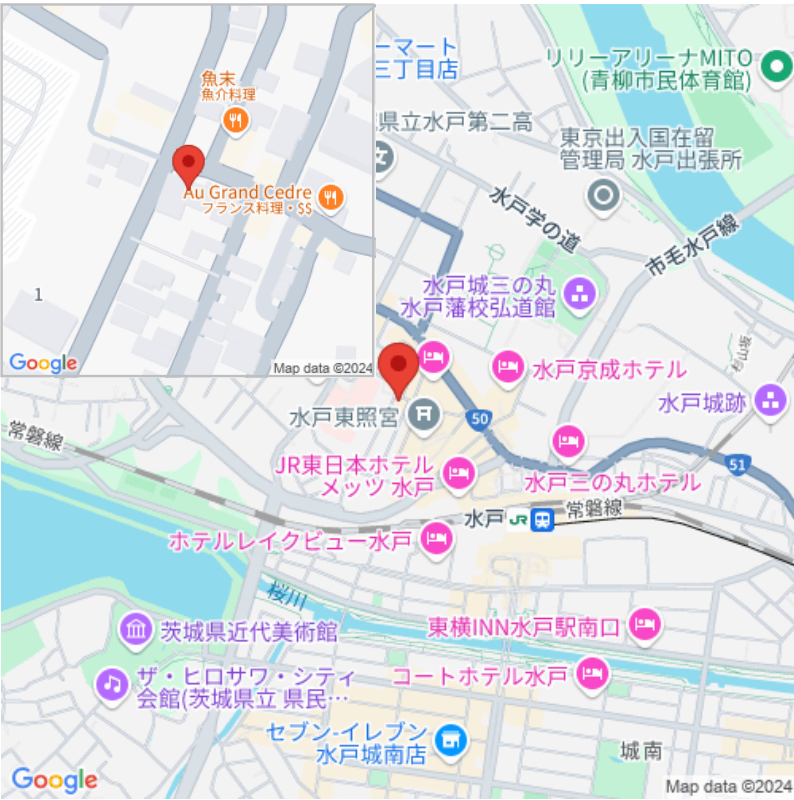 魚末
魚介料理
Au Grand Cedre
フランス料理・$$
1
Google
Map data ©2024
ーマート
三丁目店
リリーアリーナMITO
(青柳市民体育館)
県立水戸第二高
東京出入国在留
管理局 水戸出張所
水戸学の道
市毛水戸線
水戸城三の丸
水戸藩校弘道館
杉山坂
水戸京成ホテル
水戸城跡
水戸東照宮
50
常磐線
JR東日本ホテル
メッツ 水戸
51
水戸三の丸ホテル
水戸
JR
常磐線
ホテルレイクビュー水戸
桜川
茨城県近代美術館
東横INN水戸駅南口
ザ・ヒロサワ・シティ
会館(茨城県立 県民…
コートホテル水戸
セブン-イレブン
水戸城南店
城南
Google
Map data ©2024